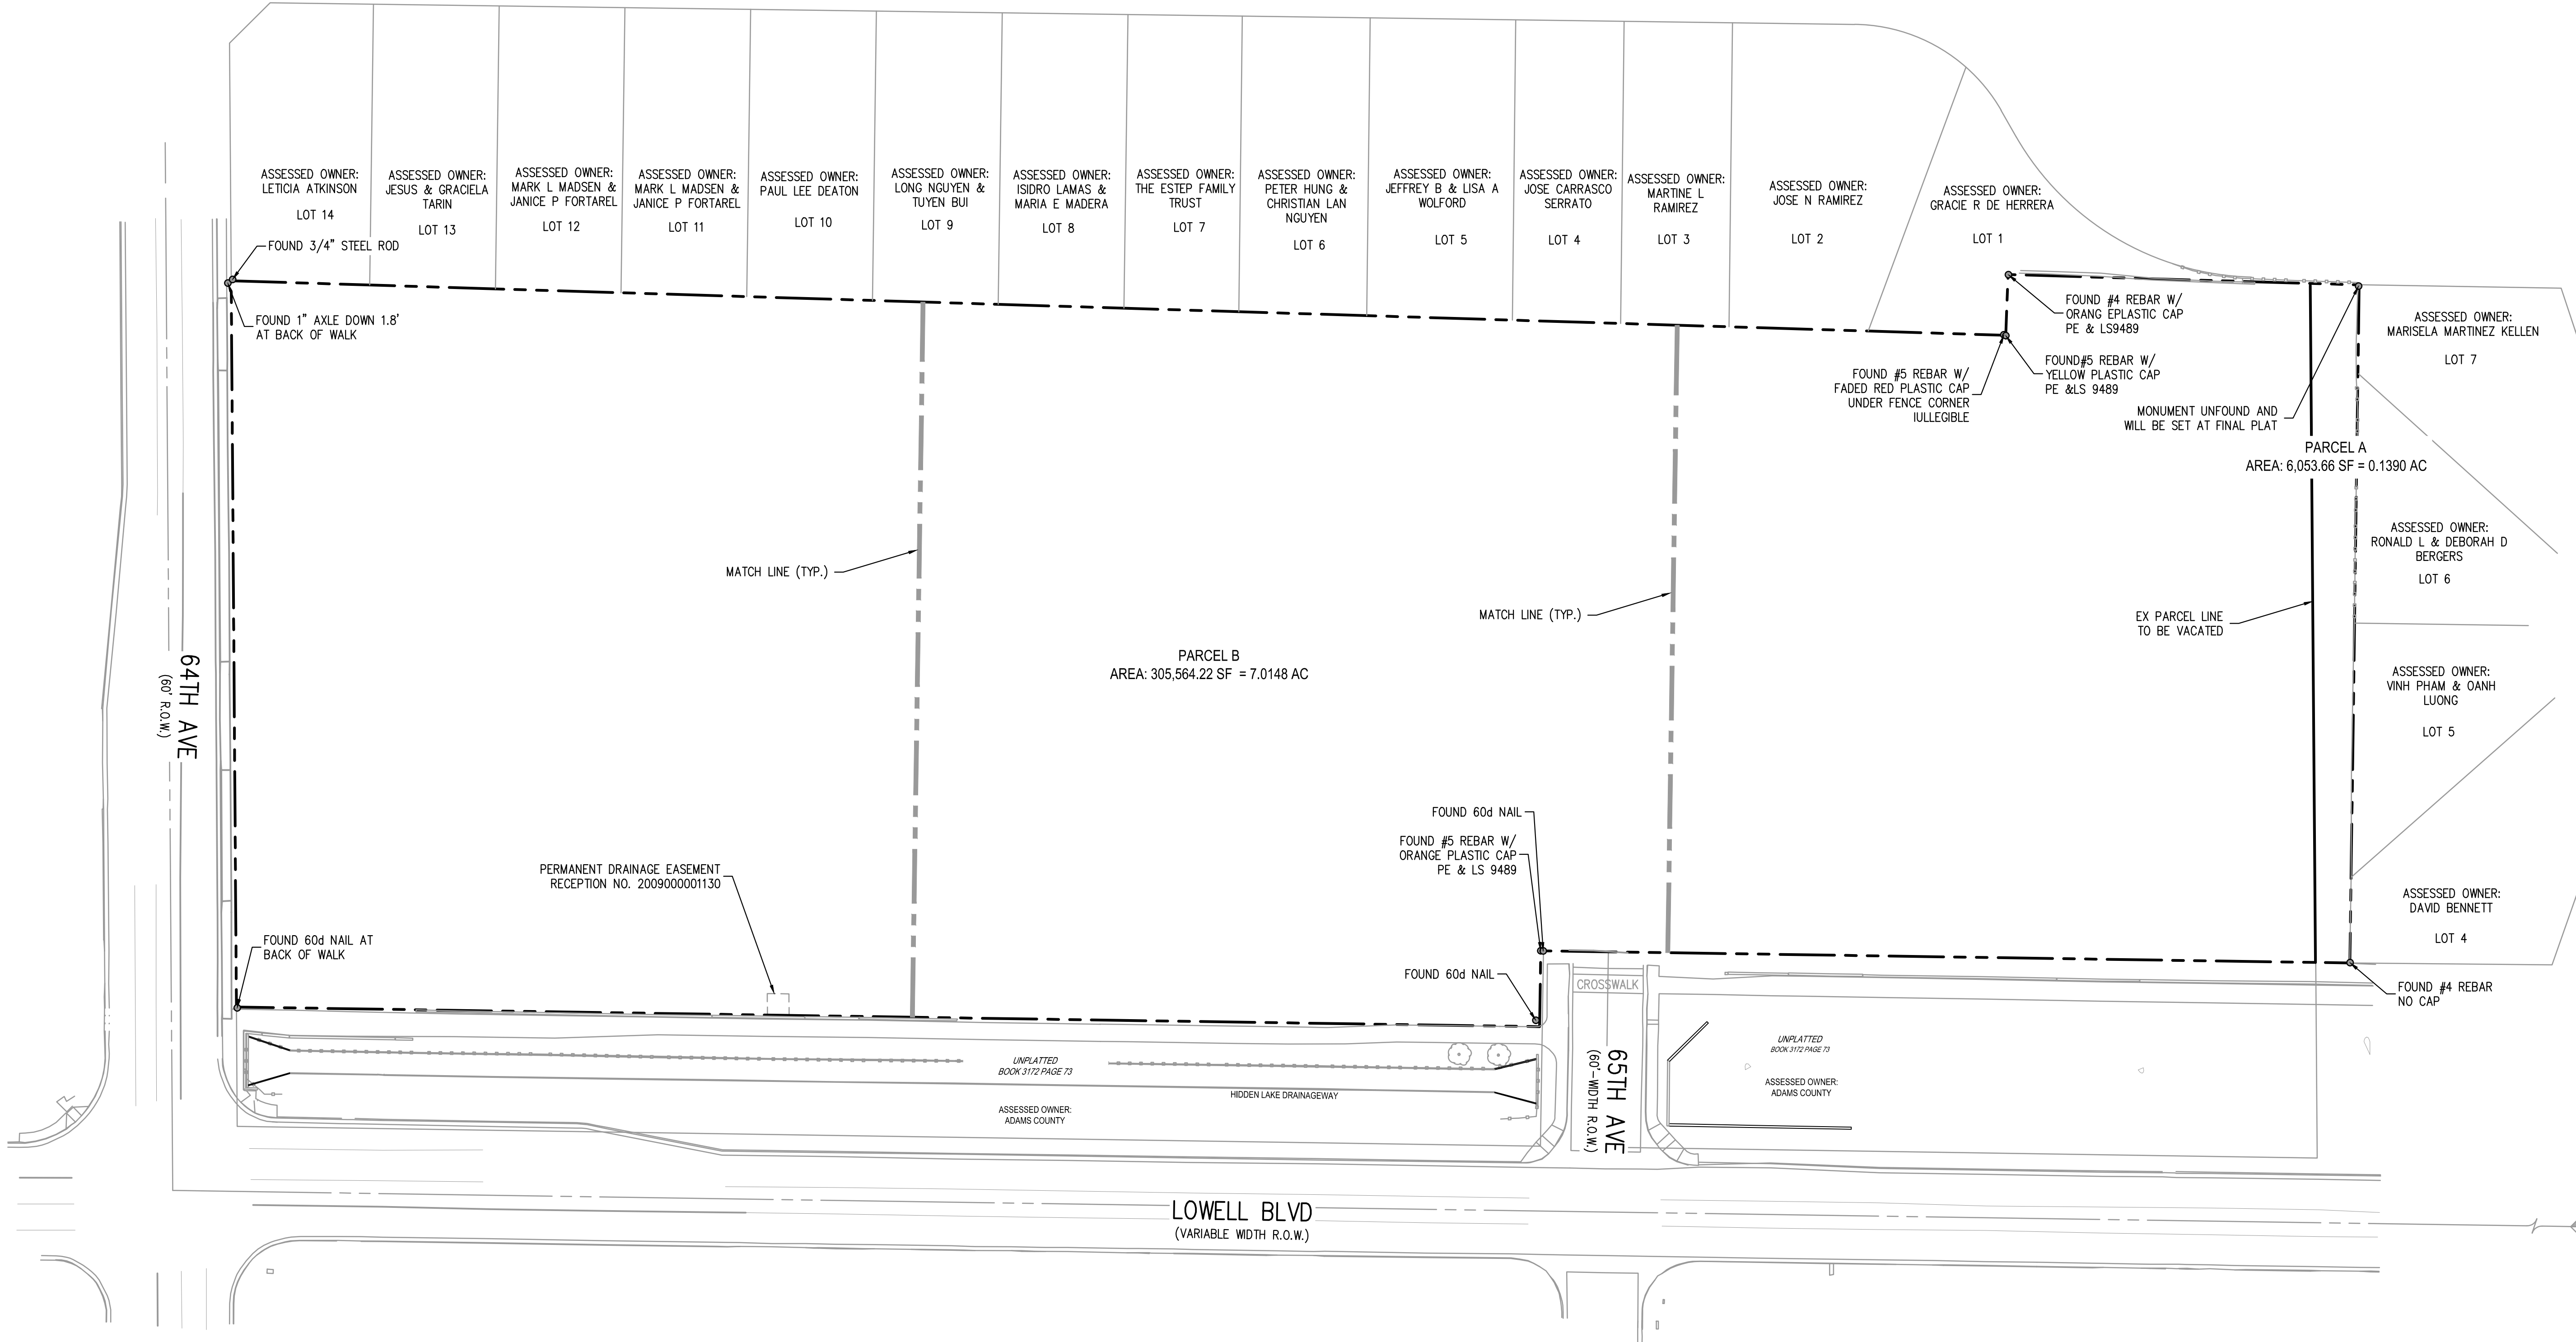 ASSESSED OWNER:
LETICIA ATKINSON
LOT 14
ASSESSED OWNER:
JESUS & GRACIELA
TARIN
LOT 13
ASSESSED OWNER:
MARK L MADSEN &
JANICE P FORTAREL
LOT 12
ASSESSED OWNER:
MARK L MADSEN &
JANICE P FORTAREL
LOT 11
ASSESSED OWNER:
PAUL LEE DEATON
LOT 10
ASSESSED OWNER:
LONG NGUYEN &
TUYEN BUI
LOT 9
ASSESSED OWNER:
ISIDRO LAMAS &
MARIA E MADERA
LOT 8
ASSESSED OWNER:
THE ESTEP FAMILY
TRUST
LOT 7
ASSESSED OWNER:
PETER HUNG &
CHRISTIAN LAN
NGUYEN
LOT 6
ASSESSED OWNER:
JEFFREY B & LISA A
WOLFORD
LOT 5
ASSESSED OWNER:
JOSE CARRASCO
SERRATO
LOT 4
ASSESSED OWNER:
MARTINE L
RAMIREZ
LOT 3
ASSESSED OWNER:
JOSE N RAMIREZ
LOT 2
ASSESSED OWNER:
GRACIE R DE HERRERA
LOT 1
FOUND 3/4" STEEL ROD
FOUND 1" AXLE DOWN 1.8'
AT BACK OF WALK
FOUND #4 REBAR W/
ORANG EPLASTIC CAP
PE & LS9489
FOUND#5 REBAR W/
YELLOW PLASTIC CAP
PE &LS 9489
FOUND #5 REBAR W/
FADED RED PLASTIC CAP
UNDER FENCE CORNER
IULLEGIBLE
MONUMENT UNFOUND AND
WILL BE SET AT FINAL PLAT
ASSESSED OWNER:
MARISELA MARTINEZ KELLEN
LOT 7
PARCEL A
AREA: 6,053.66 SF = 0.1390 AC
ASSESSED OWNER:
RONALD L & DEBORAH D
BERGERS
LOT 6
MATCH LINE (TYP.)
MATCH LINE (TYP.)
EX PARCEL LINE
TO BE VACATED
64TH AVE
(60' R.O.W.)
PARCEL B
AREA: 305,564.22 SF = 7.0148 AC
ASSESSED OWNER:
VINH PHAM & OANH
LUONG
LOT 5
FOUND 60d NAIL
FOUND #5 REBAR W/
ORANGE PLASTIC CAP
PE & LS 9489
PERMANENT DRAINAGE EASEMENT
RECEPTION NO. 2009000001130
ASSESSED OWNER:
DAVID BENNETT
LOT 4
FOUND 60d NAIL AT
BACK OF WALK
FOUND 60d NAIL
CROSSWALK
FOUND #4 REBAR
NO CAP
UNPLATTED
BOOK 3172 PAGE 73
HIDDEN LAKE DRAINAGEWAY
ASSESSED OWNER:
ADAMS COUNTY
65TH AVE
(60'-WIDTH R.O.W.)
UNPLATTED
BOOK 3172 PAGE 73
ASSESSED OWNER:
ADAMS COUNTY
LOWELL BLVD
(VARIABLE WIDTH R.O.W.)